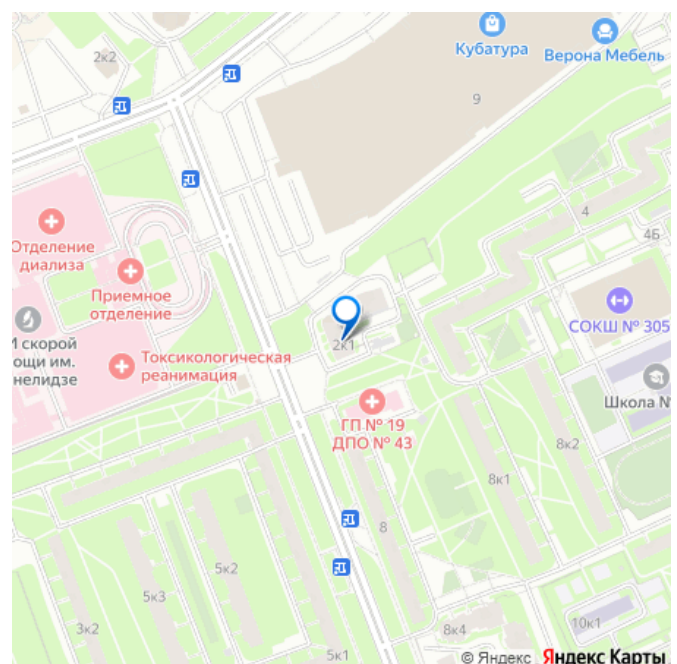 Кубатура
Верона Мебель
2к2
9
4
4Б
Отделение
диализа
Приемное
отделение
СОКШ № 305
И скорой
ощи им.
нелидзе
2к1
Токсикологическая
реанимация
Школа №
ГП № 19
ДПО № 43
8к2
8к1
8
5к2
5к3
3к2
10к1
8к4
5к1
© Яндекс Яндекс Карты